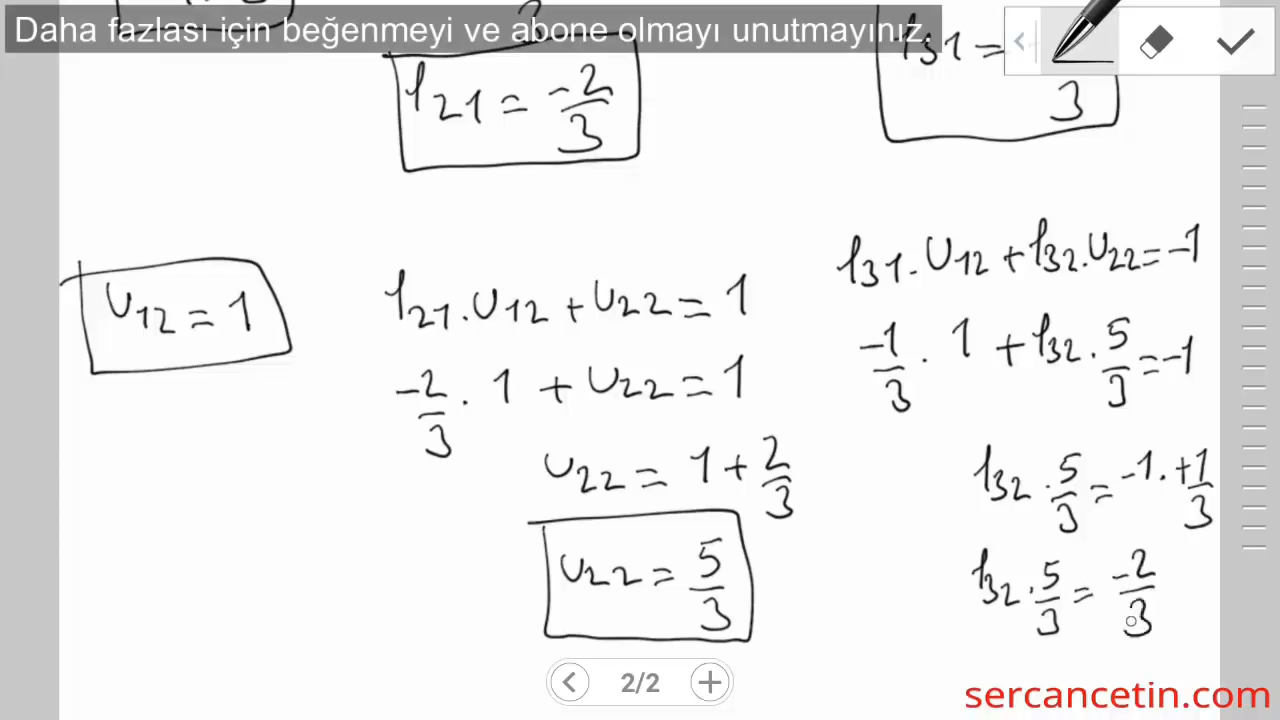 Daha fazlası için beğenmeyi ve abone olmayı unutmayınız.
l21 = -2/3
l31 = 3
U12 = 1
l21 . U12 + U22 = 1
-2/3 . 1 + U22 = 1
U22 = 1 + 2/3
U22 = 5/3
l31 . U12 + l32 . U22 = -1
-1/3 . 1 + l32 . 5/3 = -1
l32 . 5/3 = -1 . + 1/3
l32 . 5/3 = -2/3
2/2
sercancetin.com